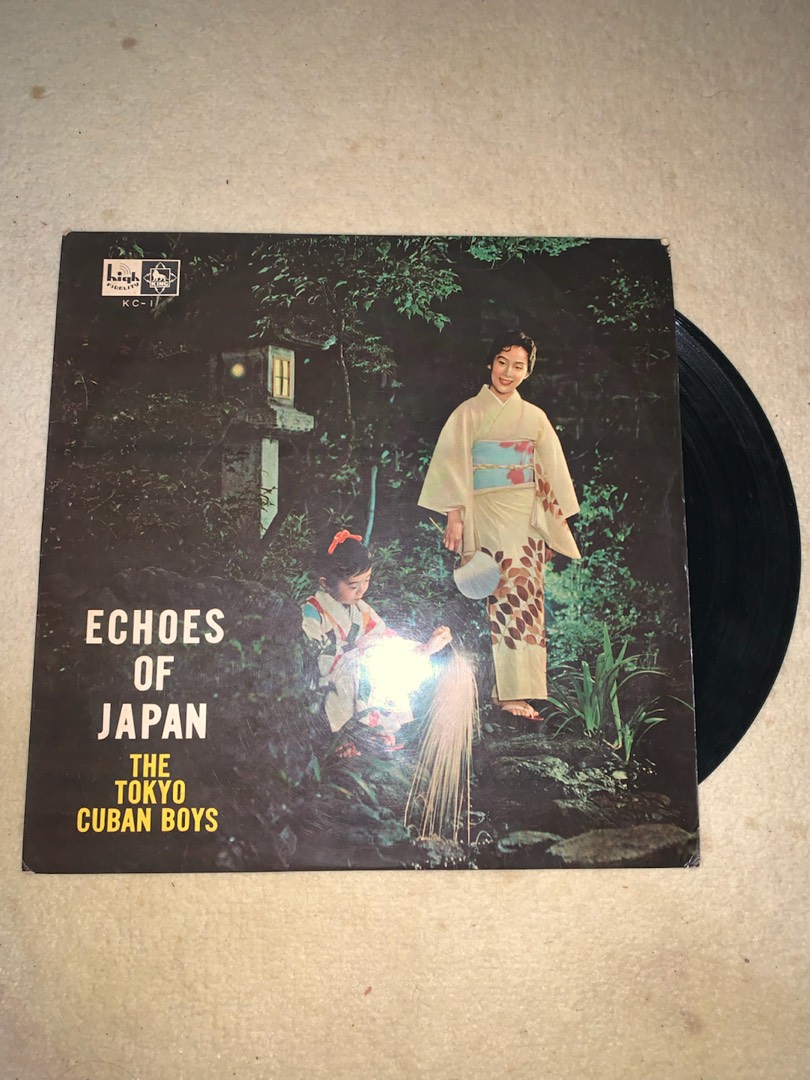 high
FIDELITY
KING
KC-1
ECHOES
OF
JAPAN
THE
TOKYO
CUBAN BOYS